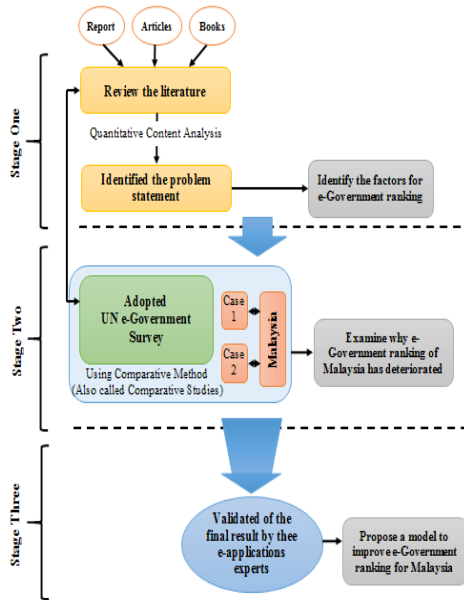 Report
Articles
Books
Review the literature
Quantitative Content Analysis
Identified the problem
statement
Identify the factors for
e-Government ranking
Stage One
Adopted
UN e-Government
Survey
Case
1
Case
2
Malaysia
Using Comparative Method
(Also called Comparative Studies)
Examine why e-
Government ranking of
Malaysia has deteriorated
Stage Two
Validated of the
final result by thee
e-applications
experts
Propose a model to
improve e-Government
ranking for Malaysia
Stage Three